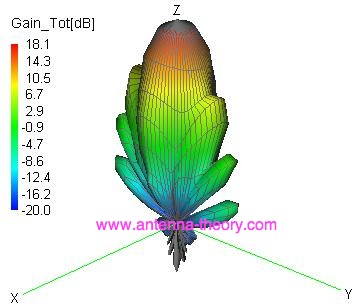 Z
Gain_Tot[dB]
18.1
14.3
10.5
6.7
2.9
-0.9
-4.7
-8.6
-12.4
-16.2
-20.0
www.antenna-theory.com
X
Y